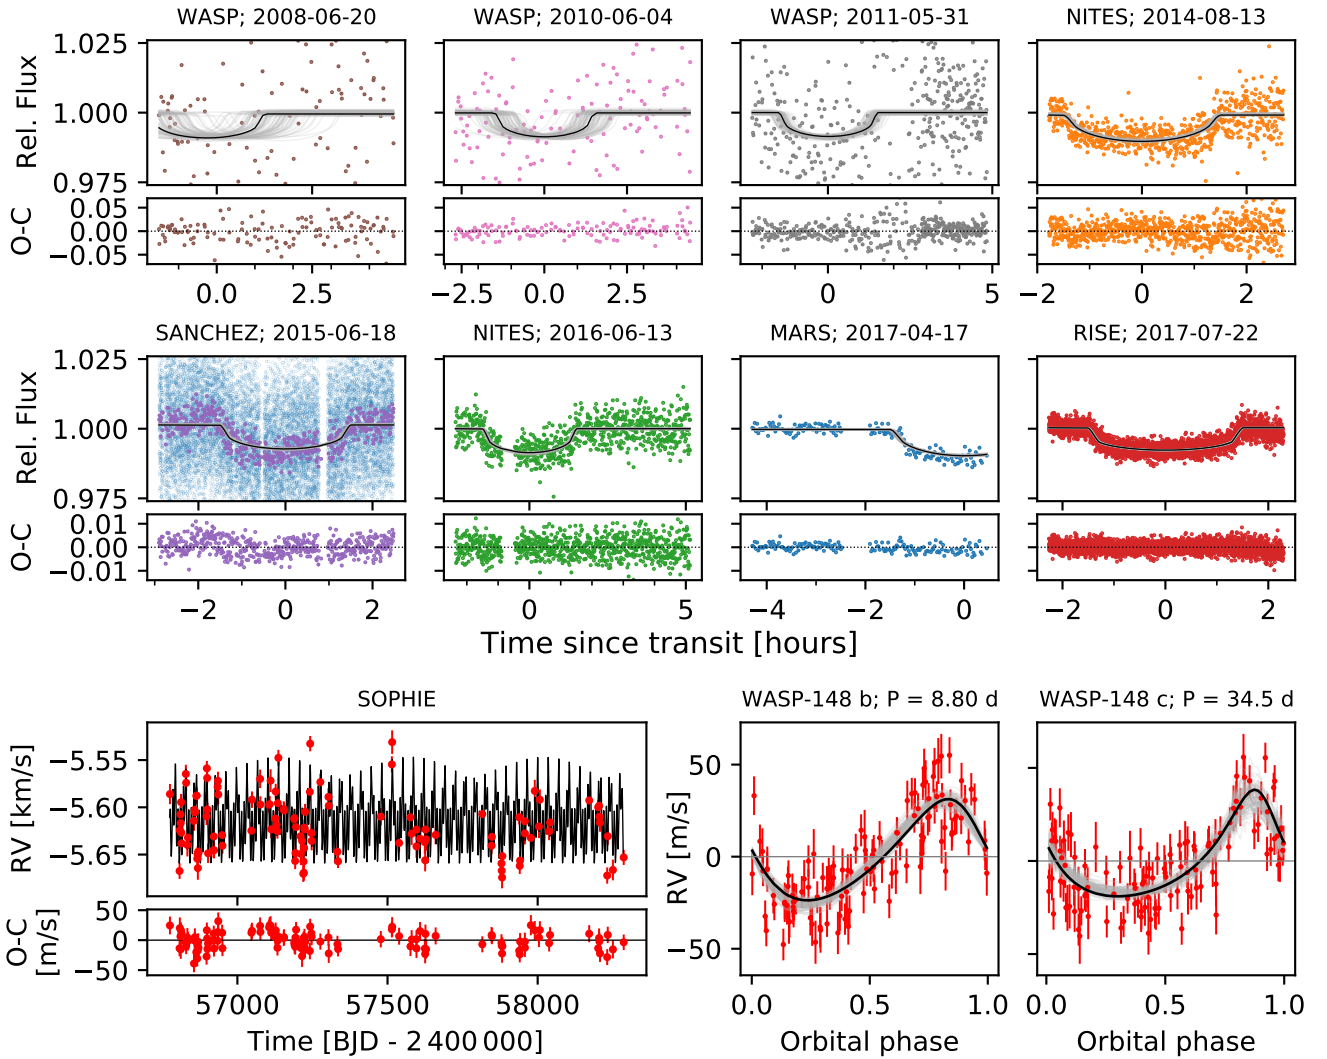 WASP; 2008-06-20 WASP; 2010-06-04 WASP; 2011-05-31 NITES; 2014-08-13
Rel. Flux
1.025
1.000
0.975
O-C
0.05
0.00
−0.05
0.0 2.5 −2.5 0.0 2.5 0 5 −2 0 2
SANCHEZ; 2015-06-18 NITES; 2016-06-13 MARS; 2017-04-17 RISE; 2017-07-22
Rel. Flux
1.025
1.000
0.975
O-C
0.01
0.00
−0.01
−2 0 2 0 5 −4 −2 0 −2 0 2
Time since transit [hours]
SOPHIE WASP-148 b; P = 8.80 d WASP-148 c; P = 34.5 d
RV [km/s]
−5.55
−5.60
−5.65
O-C
[m/s]
50
0
−50
57000 57500 58000
Time [BJD - 2 400 000]
RV [m/s]
50
0
−50
0.0 0.5 1.0 0.0 0.5 1.0
Orbital phase Orbital phase